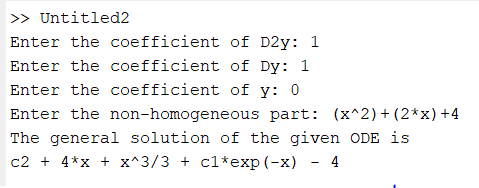 >> Untitled2
Enter the coefficient of D2y: 1
Enter the coefficient of Dy: 1
Enter the coefficient of y: 0
Enter the non-homogeneous part: (x^2)+(2*x)+4
The general solution of the given ODE is
c2 + 4*x + x^3/3 + c1*exp(-x) - 4